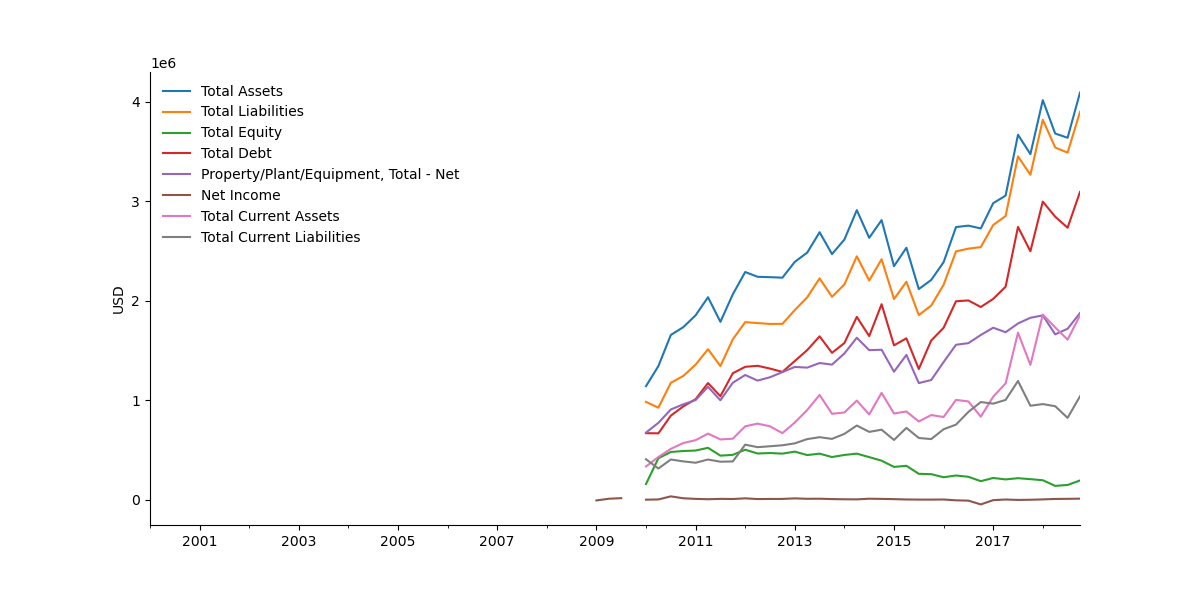 1e6
Total Assets
Total Liabilities
Total Equity
Total Debt
Property/Plant/Equipment, Total - Net
Net Income
Total Current Assets
Total Current Liabilities
USD
4
3
2
1
0
2001 2003 2005 2007 2009 2011 2013 2015 2017